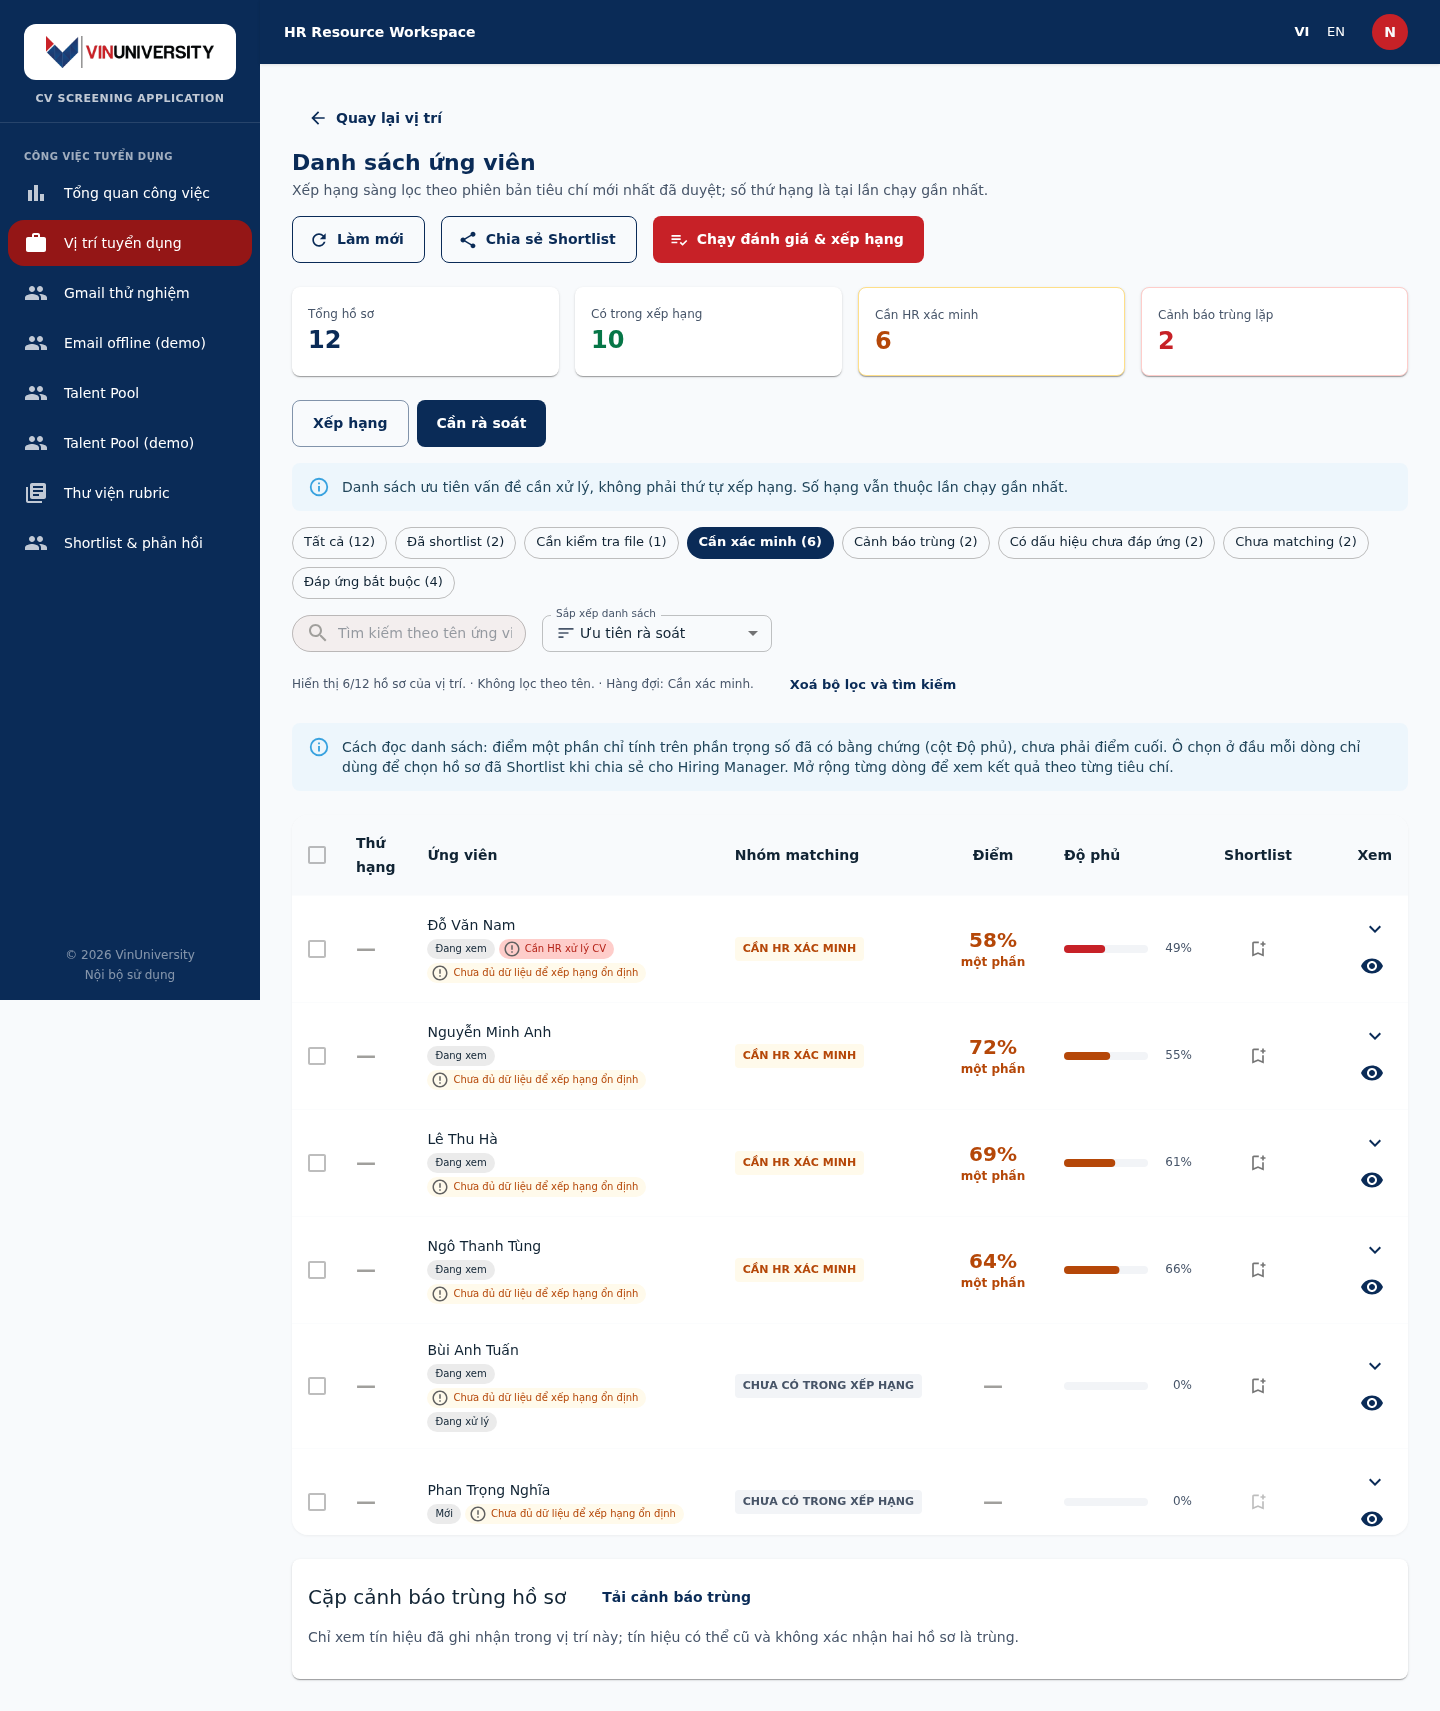 VINUNIVERSITY
CV SCREENING APPLICATION
CÔNG VIỆC TUYỂN DỤNG
Tổng quan công việc
Vị trí tuyển dụng
Gmail thử nghiệm
Email offline (demo)
Talent Pool
Talent Pool (demo)
Thư viện rubric
Shortlist & phản hồi
© 2026 VinUniversity
Nội bộ sử dụng
HR Resource Workspace
VI EN N
Quay lại vị trí
Danh sách ứng viên
Xếp hạng sàng lọc theo phiên bản tiêu chí mới nhất đã duyệt; số thứ hạng là tại lần chạy gần nhất.
Làm mới Chia sẻ Shortlist Chạy đánh giá & xếp hạng
Tổng hồ sơ Có trong xếp hạng Cần HR xác minh Cảnh báo trùng lặp
12 10 6 2
Xếp hạng Cần rà soát
Danh sách ưu tiên vấn đề cần xử lý, không phải thứ tự xếp hạng. Số hạng vẫn thuộc lần chạy gần nhất.
Tất cả (12) Đã shortlist (2) Cần kiểm tra file (1) Cần xác minh (6) Cảnh báo trùng (2) Có dấu hiệu chưa đáp ứng (2) Chưa matching (2)
Đáp ứng bắt buộc (4)
Sắp xếp danh sách
Tìm kiếm theo tên ứng vi Ưu tiên rà soát
Hiển thị 6/12 hồ sơ của vị trí. · Không lọc theo tên. · Hàng đợi: Cần xác minh. Xoá bộ lọc và tìm kiếm
Cách đọc danh sách: điểm một phần chỉ tính trên phần trọng số đã có bằng chứng (cột Độ phủ), chưa phải điểm cuối. Ô chọn ở đầu mỗi dòng chỉ
dùng để chọn hồ sơ đã Shortlist khi chia sẻ cho Hiring Manager. Mở rộng từng dòng để xem kết quả theo từng tiêu chí.
Thứ hạng Ứng viên Nhóm matching Điểm Độ phủ Shortlist Xem
Đỗ Văn Nam
Đang xem Cần HR xử lý CV
Chưa đủ dữ liệu để xếp hạng ổn định
— CẦN HR XÁC MINH 58% một phần 49%
Nguyễn Minh Anh
Đang xem
Chưa đủ dữ liệu để xếp hạng ổn định
— CẦN HR XÁC MINH 72% một phần 55%
Lê Thu Hà
Đang xem
Chưa đủ dữ liệu để xếp hạng ổn định
— CẦN HR XÁC MINH 69% một phần 61%
Ngô Thanh Tùng
Đang xem
Chưa đủ dữ liệu để xếp hạng ổn định
— CẦN HR XÁC MINH 64% một phần 66%
Bùi Anh Tuấn
Đang xem
Chưa đủ dữ liệu để xếp hạng ổn định
Đang xử lý
— CHƯA CÓ TRONG XẾP HẠNG — 0%
Phan Trọng Nghĩa
Mới Chưa đủ dữ liệu để xếp hạng ổn định
— CHƯA CÓ TRONG XẾP HẠNG — 0%
Cặp cảnh báo trùng hồ sơ Tải cảnh báo trùng
Chỉ xem tín hiệu đã ghi nhận trong vị trí này; tín hiệu có thể cũ và không xác nhận hai hồ sơ là trùng.